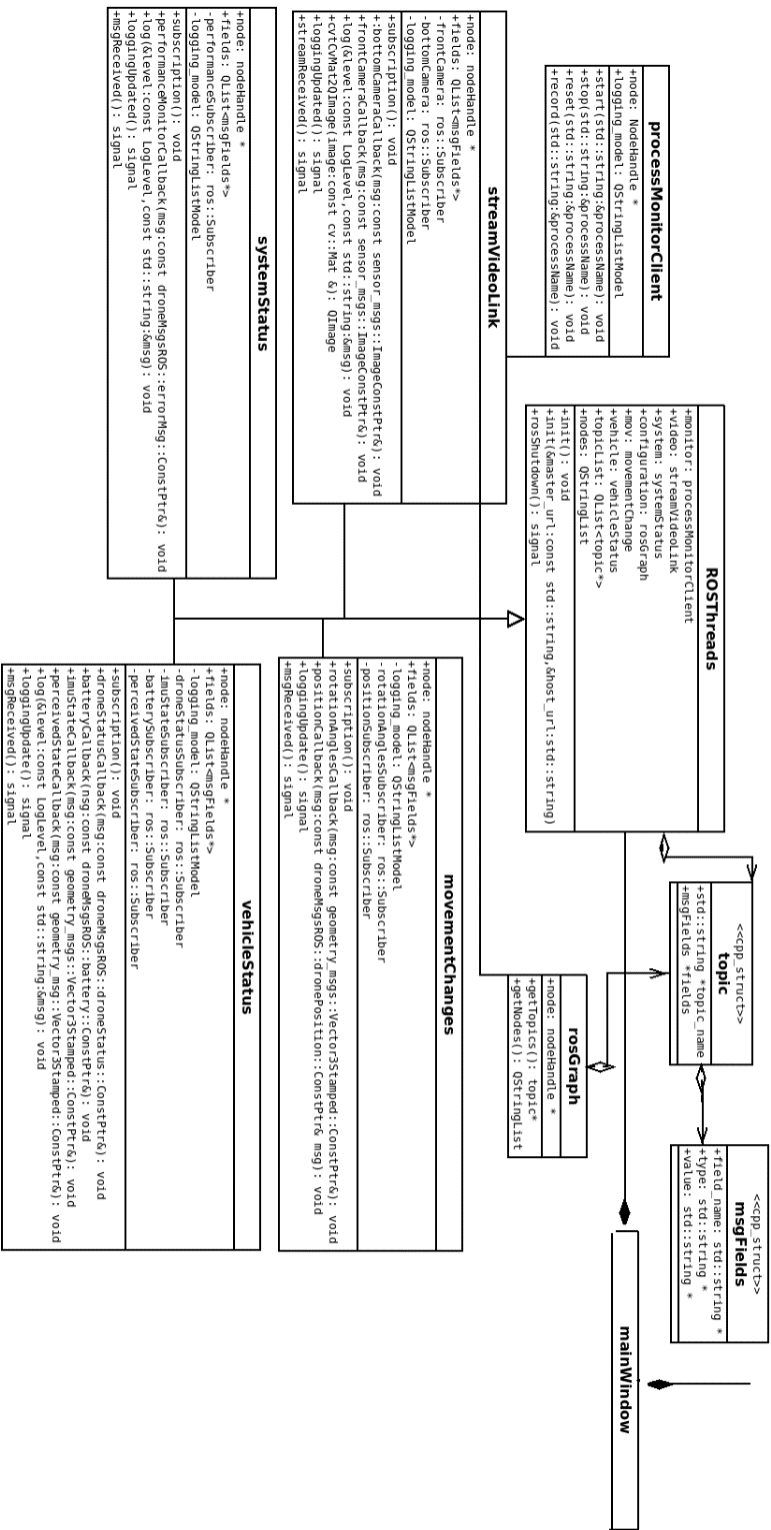 processMonitorClient
+node: NodeHandle *
+logging_model: QStringListModel
+start(std::string:&processName): void
+stop(std::string:&processName): void
+reset(std::string:&processName): void
+record(std::string:&processName): void
streamVideoLink
+node: nodeHandle *
+fields: QList<msgFields*>
-frontCamera: ros::Subscriber
-bottomCamera: ros::Subscriber
-logging_model: QStringListModel
+subscription(): void
+:bottomCameraCallback(msg:const sensor_msgs::ImageConstPtr&): void
+frontCameraCallback(msg:const sensor_msgs::ImageConstPtr&): void
+log(&level:const LogLevel,const std::string:&msg): void
+cvtCvMat2QImage(image:const cv::Mat &): QImage
+loggingUpdated(): signal
+streamReceived(): signal
systemStatus
+node: nodeHandle *
+fields: QList<msgFields*>
-performanceSubscriber: ros::Subscriber
-logging_model: QStringListModel
+subscription(): void
+performanceMonitorCallback(msg:const droneMsgsROS::errorMsg::ConstPtr&): void
+log(&level:const LogLevel,const std::string:&msg): void
+loggingUpdated(): signal
+msgReceived(): signal
ROSThreads
+monitor: processMonitorClient
+video: streamVideoLink
+system: systemStatus
+configuration: rosGraph
+mov: movementChange
+vehicle: vehicleStatus
+topicList: QList<topic*>
+nodes: QStringList
+init(): void
+init(&master_url:const std::string,&host_url:std::string)
+rosShutdown(): signal
movementChanges
+node: nodeHandle *
+fields: QList<msgFields*>
-logging_model: QStringListModel
-rotationAnglesSubscriber: ros::Subscriber
-positionSubscriber: ros::Subscriber
+subscription(): void
+rotationAnglesCallback(msg:const geometry_msgs::Vector3Stamped::ConstPtr&): void
+positionCallback(msg:const droneMsgsROS::dronePosition::ConstPtr& msg): void
+loggingUpdate(): signal
+msgReceived(): signal
vehicleStatus
+node: nodeHandle *
+fields: QList<msgFields*>
-logging_model: QStringListModel
-droneStatusSubscriber: ros::Subscriber
-imuStateSubscriber: ros::Subscriber
-batterySubscriber: ros::Subscriber
-perceivedStateSubscriber: ros::Subscriber
+subscription(): void
+droneStatusCallback(msg:const droneMsgsROS::droneStatus::ConstPtr&): void
+batteryCallback(nsg:const droneMsgsROS::battery::ConstPtr&): void
+imuStateCallback(msg:const geometry_msgs::Vector3Stamped::ConstPtr&): void
+perceivedStateCallback(msg:const geometry_msg::Vector3Stamped::ConstPtr&): void
+log(&level:const LogLevel,const std::string:&msg): void
+loggingUpdate(): signal
+msgReceived(): signal
<<cpp_struct>>
topic
+std::string *topic_name
+msgFields *fields
rosGraph
+node: nodeHandle *
+getTopics(): topic*
+getNodes(): QStringList
<<cpp_struct>>
msgFields
+field_name: std::string *
+type: std::string *
+value: std::string *
mainWindow